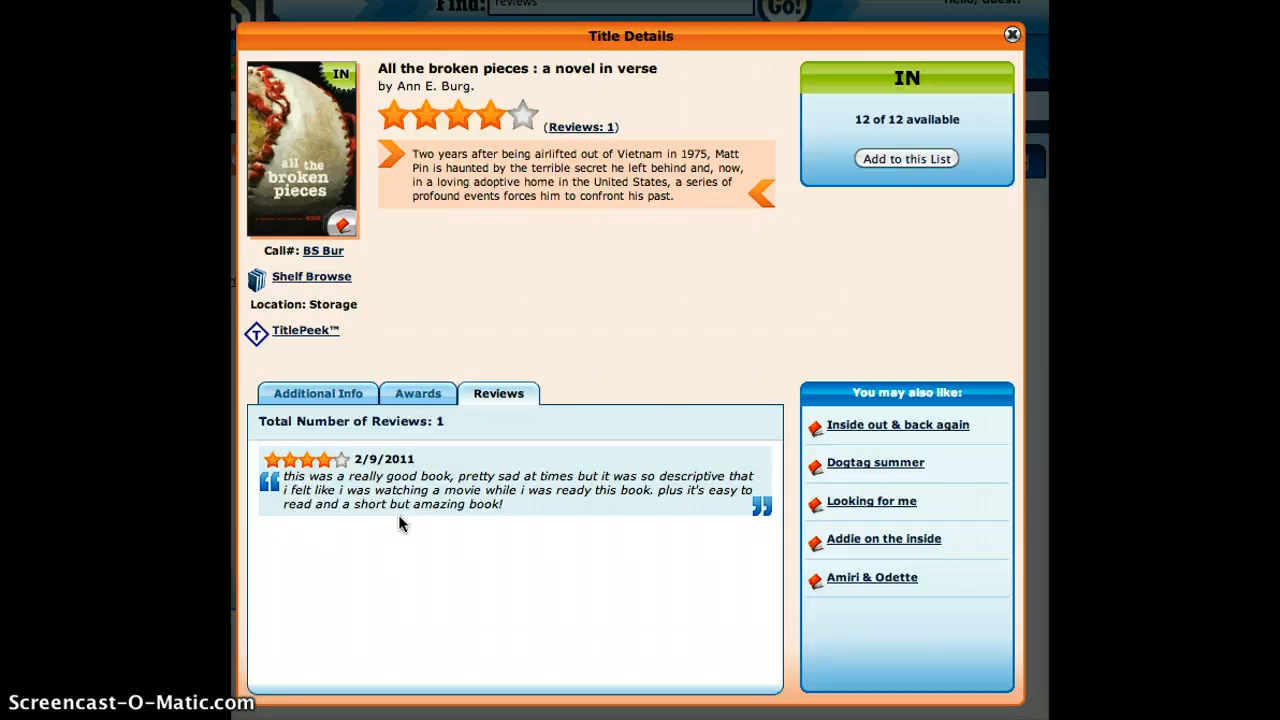 Find:
reviews
Go!
Hello, Guest!
Title Details
IN
all the
broken
pieces
All the broken pieces : a novel in verse
by Ann E. Burg.
(Reviews: 1)
Two years after being airlifted out of Vietnam in 1975, Matt
Pin is haunted by the terrible secret he left behind and, now,
in a loving adoptive home in the United States, a series of
profound events forces him to confront his past.
IN
12 of 12 available
Add to this List
Call#: BS Bur
Shelf Browse
Location: Storage
T TitlePeek™
Additional Info
Awards
Reviews
Total Number of Reviews: 1
2/9/2011
this was a really good book, pretty sad at times but it was so descriptive that
i felt like i was watching a movie while i was ready this book. plus it's easy to
read and a short but amazing book!
You may also like:
Inside out & back again
Dogtag summer
Looking for me
Addie on the inside
Amiri & Odette
Screencast-O-Matic.com